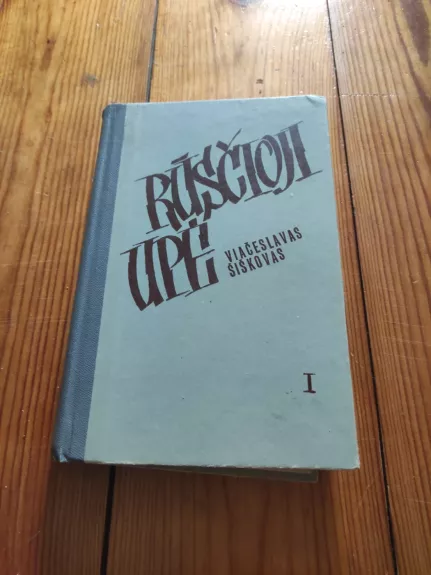 RŪSČIOJI
UPĖ
VIAČESLAVAS
ŠIŠKOVAS
I